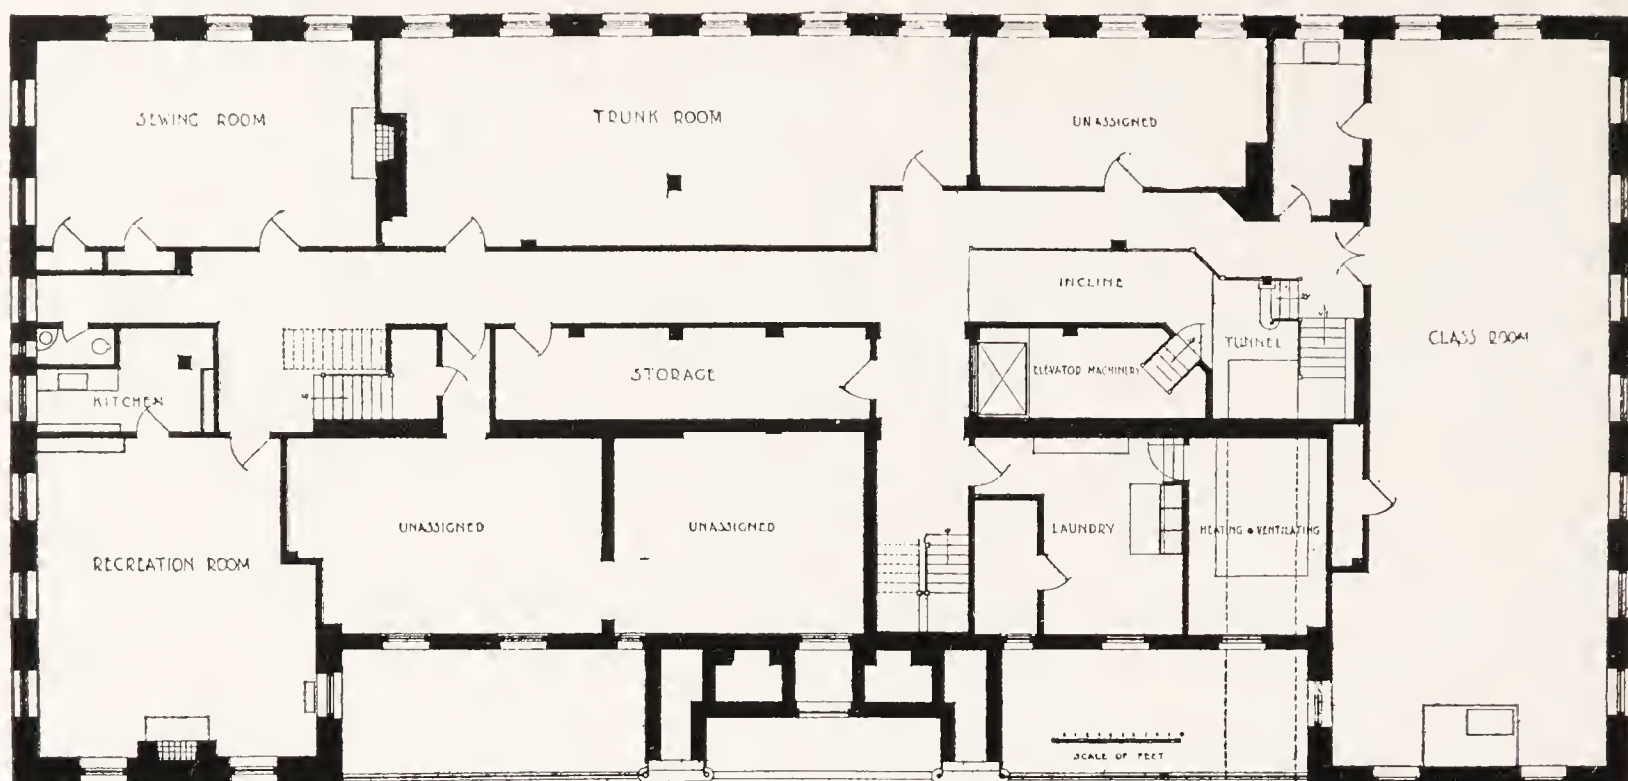 SEWING ROOM
TRUNK ROOM
UNASSIGNED
INCLINE
CLASS ROOM
TUNNEL
ELEVATOR MACHINERY
STORAGE
KITCHEN
UNASSIGNED
UNASSIGNED
LAUNDRY
HEATING & VENTILATING
RECREATION ROOM
SCALE OF FEET